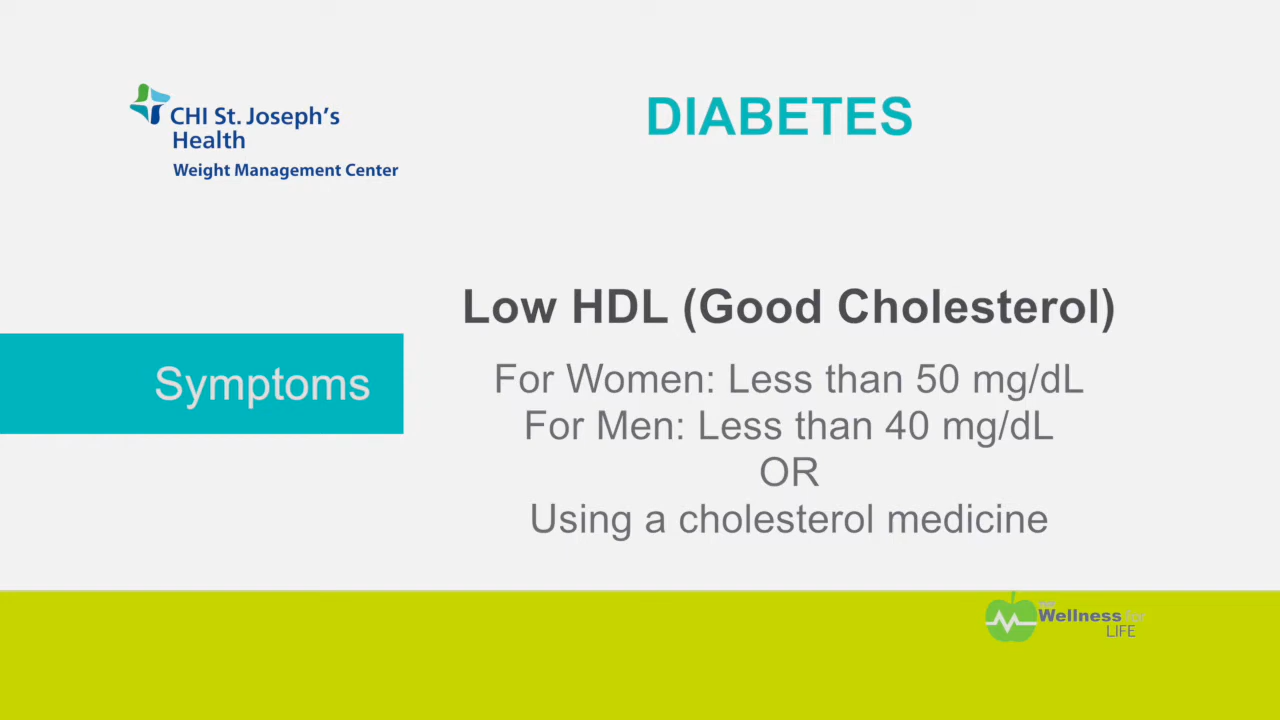 CHI St. Joseph's
Health
Weight Management Center
DIABETES
Low HDL (Good Cholesterol)
Symptoms
For Women: Less than 50 mg/dL
For Men: Less than 40 mg/dL
OR
Using a cholesterol medicine
Wellness for
LIFE